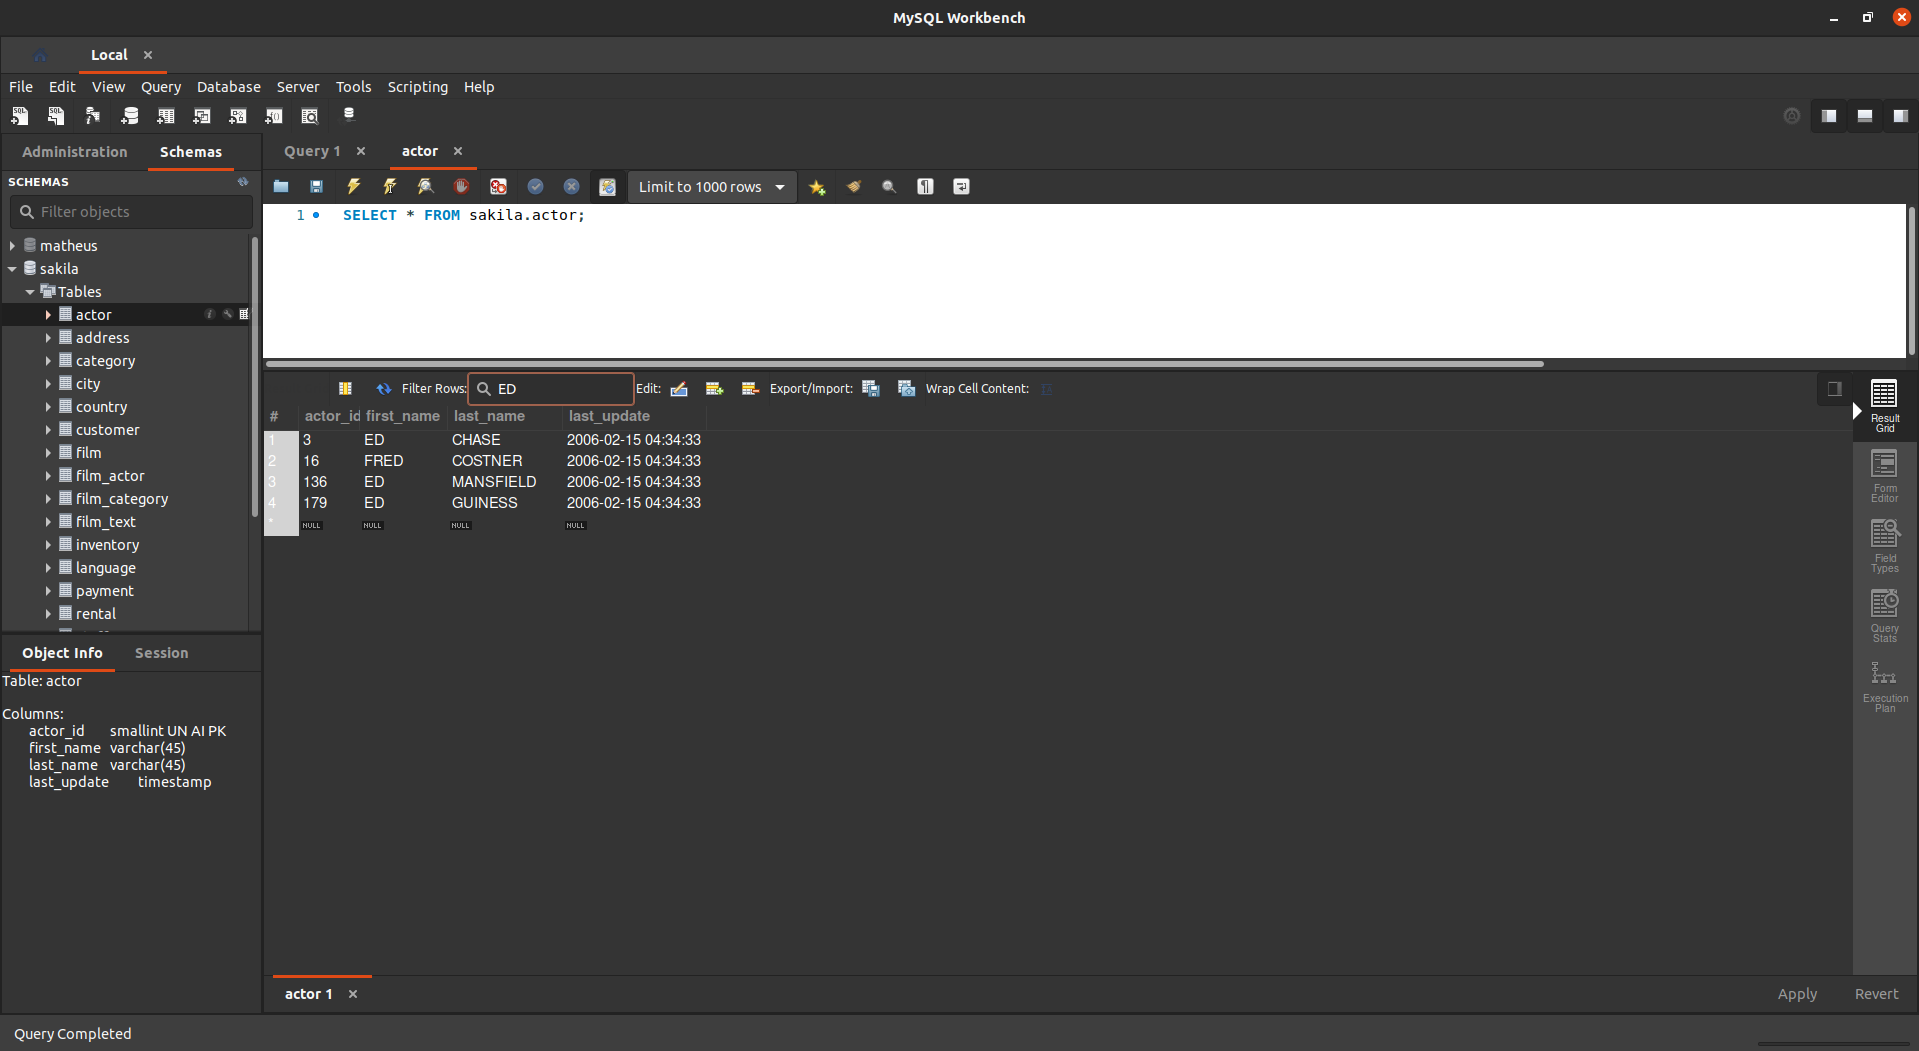 MySQL Workbench
Local
File Edit View Query Database Server Tools Scripting Help
Administration Schemas
SCHEMAS
Filter objects
matheus
sakila
Tables
actor
address
category
city
country
customer
film
film_actor
film_category
film_text
inventory
language
payment
rental
Object Info Session
Table: actor
Columns:
actor_id smallint UN AI PK
first_name varchar(45)
last_name varchar(45)
last_update timestamp
Query 1 actor
Limit to 1000 rows
1 SELECT * FROM sakila.actor;
Filter Rows: ED Edit: Export/Import: Wrap Cell Content:
# actor_id first_name last_name last_update
1 3 ED CHASE 2006-02-15 04:34:33
2 16 FRED COSTNER 2006-02-15 04:34:33
3 136 ED MANSFIELD 2006-02-15 04:34:33
4 179 ED GUINESS 2006-02-15 04:34:33
* NULL NULL NULL NULL
Result
Grid
Form
Editor
Field
Types
Query
Stats
Execution
Plan
actor 1
Apply Revert
Query Completed